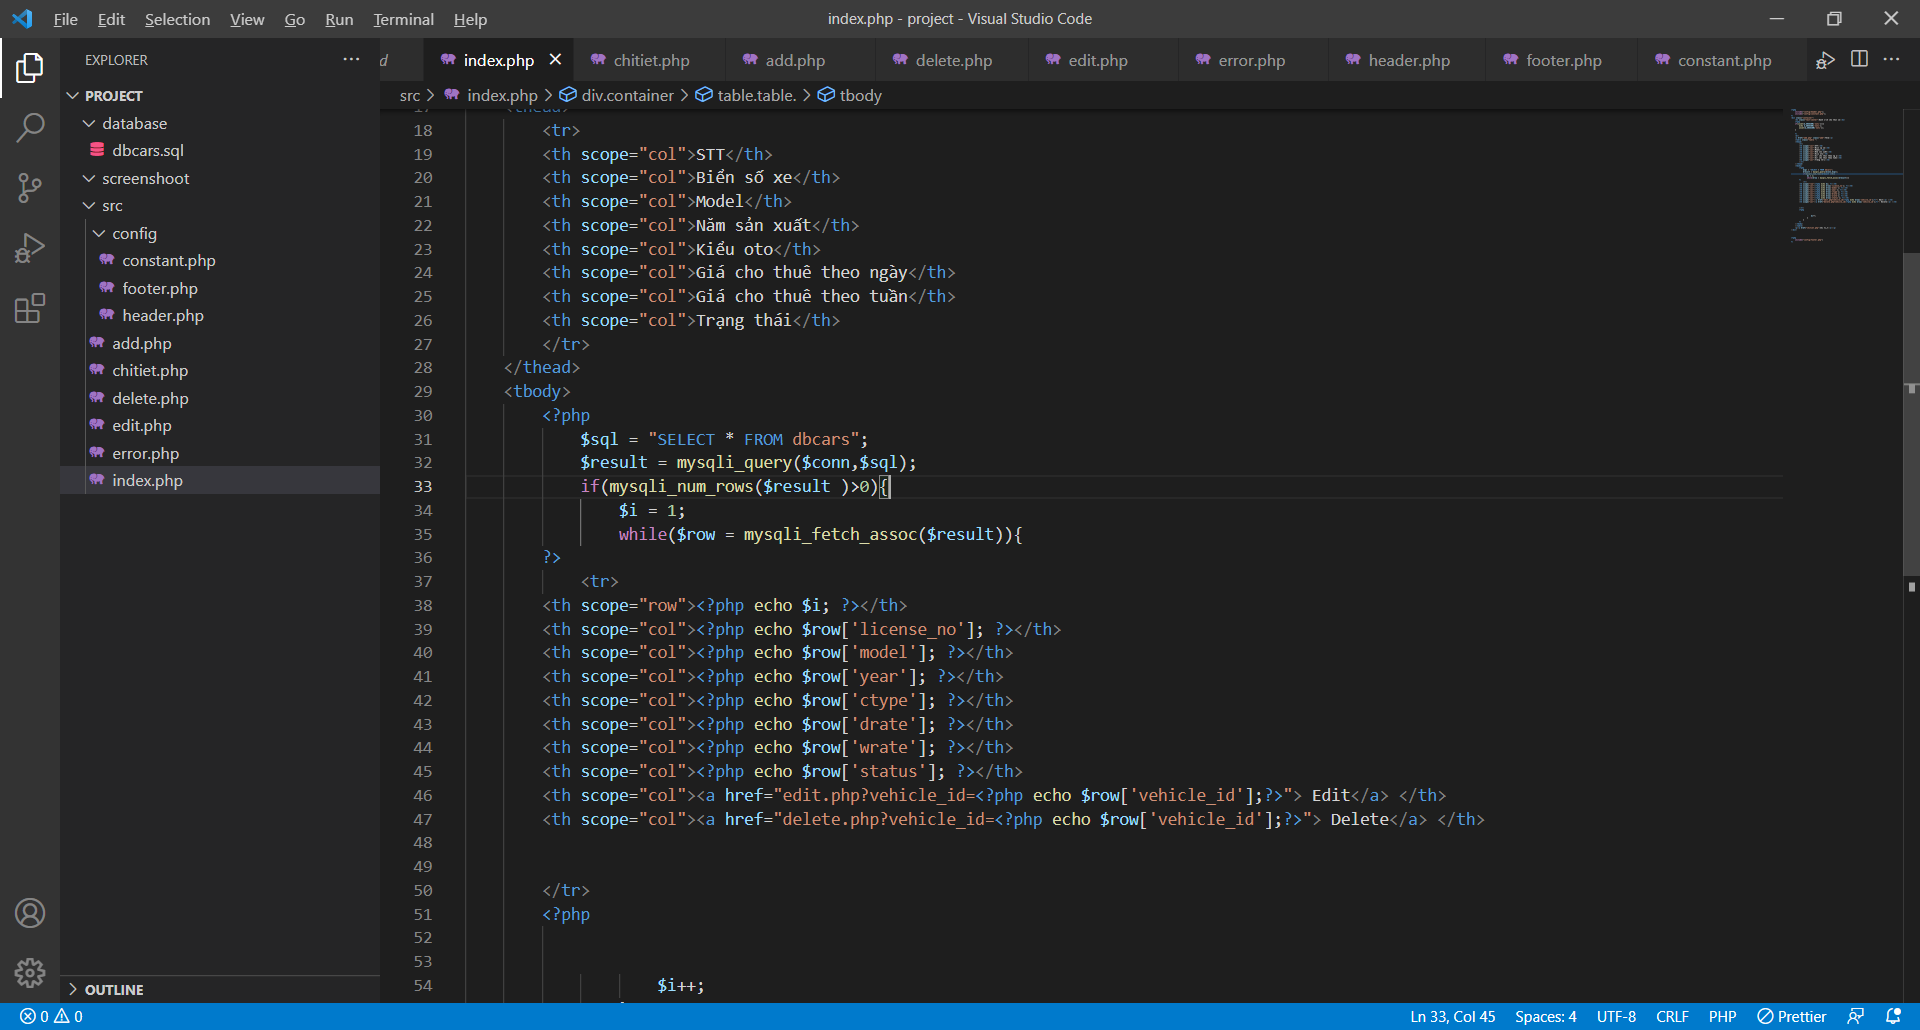 File Edit Selection View Go Run Terminal Help index.php - project - Visual Studio Code
EXPLORER
index.php chitiet.php add.php delete.php edit.php error.php header.php footer.php constant.php
PROJECT
database
dbcars.sql
screenshoot
src
config
constant.php
footer.php
header.php
add.php
chitiet.php
delete.php
edit.php
error.php
index.php
OUTLINE
src > index.php > div.container > table.table. > tbody
17 <thead>
18 <tr>
19 <th scope="col">STT</th>
20 <th scope="col">Biển số xe</th>
21 <th scope="col">Model</th>
22 <th scope="col">Năm sản xuất</th>
23 <th scope="col">Kiểu oto</th>
24 <th scope="col">Giá cho thuê theo ngày</th>
25 <th scope="col">Giá cho thuê theo tuần</th>
26 <th scope="col">Trạng thái</th>
27 </tr>
28 </thead>
29 <tbody>
30 <?php
31 $sql = "SELECT * FROM dbcars";
32 $result = mysqli_query($conn,$sql);
33 if(mysqli_num_rows($result )>0){
34 $i = 1;
35 while($row = mysqli_fetch_assoc($result)){
36 ?>
37 <tr>
38 <th scope="row"><?php echo $i; ?></th>
39 <th scope="col"><?php echo $row['license_no']; ?></th>
40 <th scope="col"><?php echo $row['model']; ?></th>
41 <th scope="col"><?php echo $row['year']; ?></th>
42 <th scope="col"><?php echo $row['ctype']; ?></th>
43 <th scope="col"><?php echo $row['drate']; ?></th>
44 <th scope="col"><?php echo $row['wrate']; ?></th>
45 <th scope="col"><?php echo $row['status']; ?></th>
46 <th scope="col"><a href="edit.php?vehicle_id=<?php echo $row['vehicle_id'];?>"> Edit</a> </th>
47 <th scope="col"><a href="delete.php?vehicle_id=<?php echo $row['vehicle_id'];?>"> Delete</a> </th>
48
49
50 </tr>
51 <?php
52
53
54 $i++;
0 0 Ln 33, Col 45 Spaces: 4 UTF-8 CRLF PHP Prettier